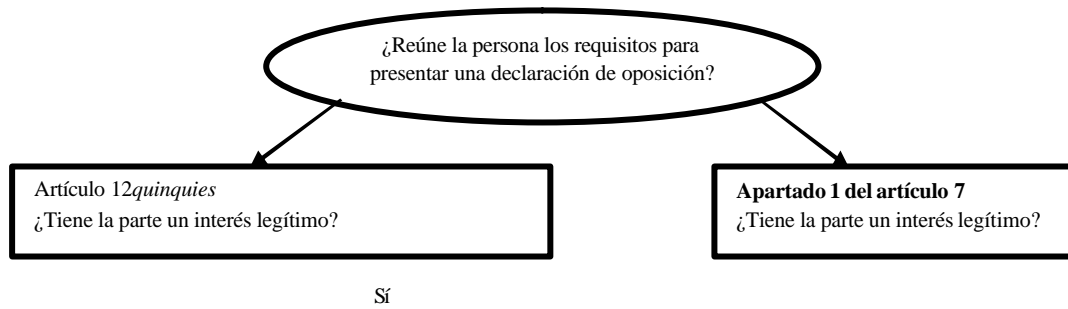 ¿Reúne la persona los requisitos para
presentar una declaración de oposición?
Artículo 12quinquies
¿Tiene la parte un interés legítimo?
Apartado 1 del artículo 7
¿Tiene la parte un interés legítimo?
Sí